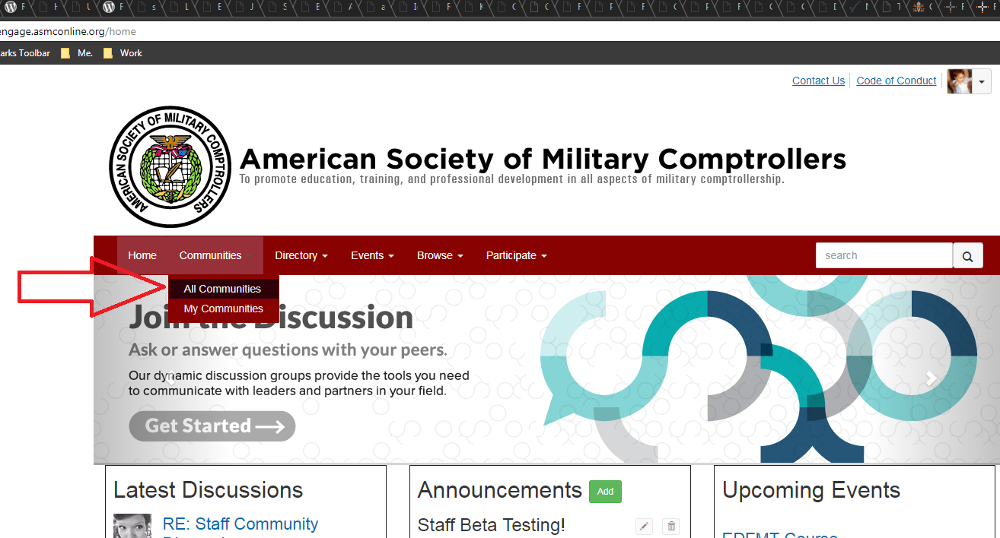 engage.asmconline.org/home
arks Toolbar Me. Work
Contact Us Code of Conduct
AMERICAN SOCIETY OF MILITARY COMPTROLLERS
AMERICAN
American Society of Military Comptrollers
To promote education, training, and professional development in all aspects of military comptrollership.
Home Communities Directory Events Browse Participate search
All Communities
My Communities
Join the Discussion
Ask or answer questions with your peers.
Our dynamic discussion groups provide the tools you need
to communicate with leaders and partners in your field.
Get Started
Latest Discussions
RE: Staff Community
Announcements Add
Staff Beta Testing!
Upcoming Events
EDFMT Course